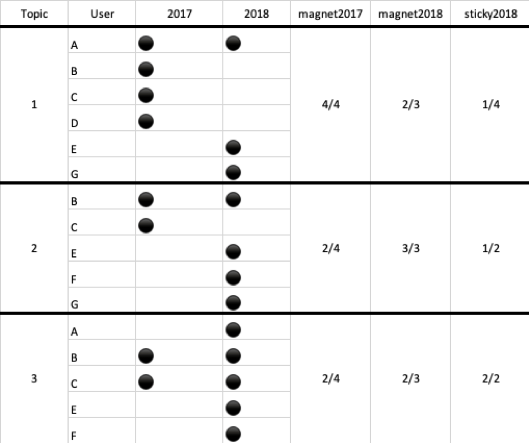 Topic User 2017 2018 magnet2017 magnet2018 sticky2018
A
B
C
1 D 4/4 2/3 1/4
E
G
B
C
2 E 2/4 3/3 1/2
F
G
A
B
3 C 2/4 2/3 2/2
E
F